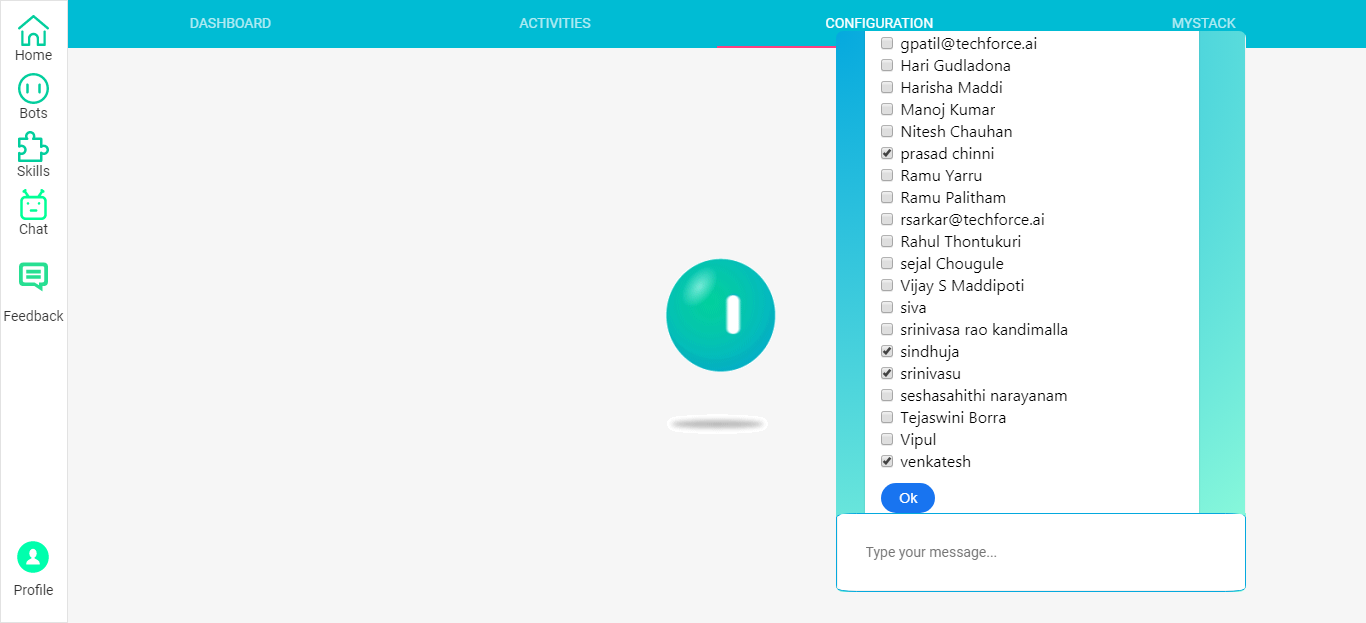 DASHBOARD
ACTIVITIES
CONFIGURATION
MYSTACK
Home
Bots
Skills
Chat
Feedback
Profile
gpatil@techforce.ai
Hari Gudladona
Harisha Maddi
Manoj Kumar
Nitesh Chauhan
prasad chinni
Ramu Yarru
Ramu Palitham
rsarkar@techforce.ai
Rahul Thontukuri
sejal Chougule
Vijay S Maddipoti
siva
srinivasa rao kandimalla
sindhuja
srinivasu
seshasahithi narayanam
Tejaswini Borra
Vipul
venkatesh
Ok
Type your message...